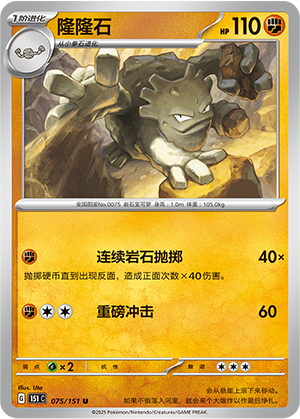 1阶进化
隆隆石
HP 110
从小拳石进化
全国图鉴No.0075 岩石宝可梦 身高：1.0m 体重：105.0kg
连续岩石抛掷 40×
抛掷硬币直到出现反面，造成正面次数×40伤害。
重磅冲击 60
弱点 ×2 抵抗力 撤退
Illus. Uta
会从悬崖上滚下来移动。
G 151 C 075/151 U
如果不慎落入河里，就会来个大爆炸以作最后挣扎。
©2025 Pokémon/Nintendo/Creatures/GAME FREAK.